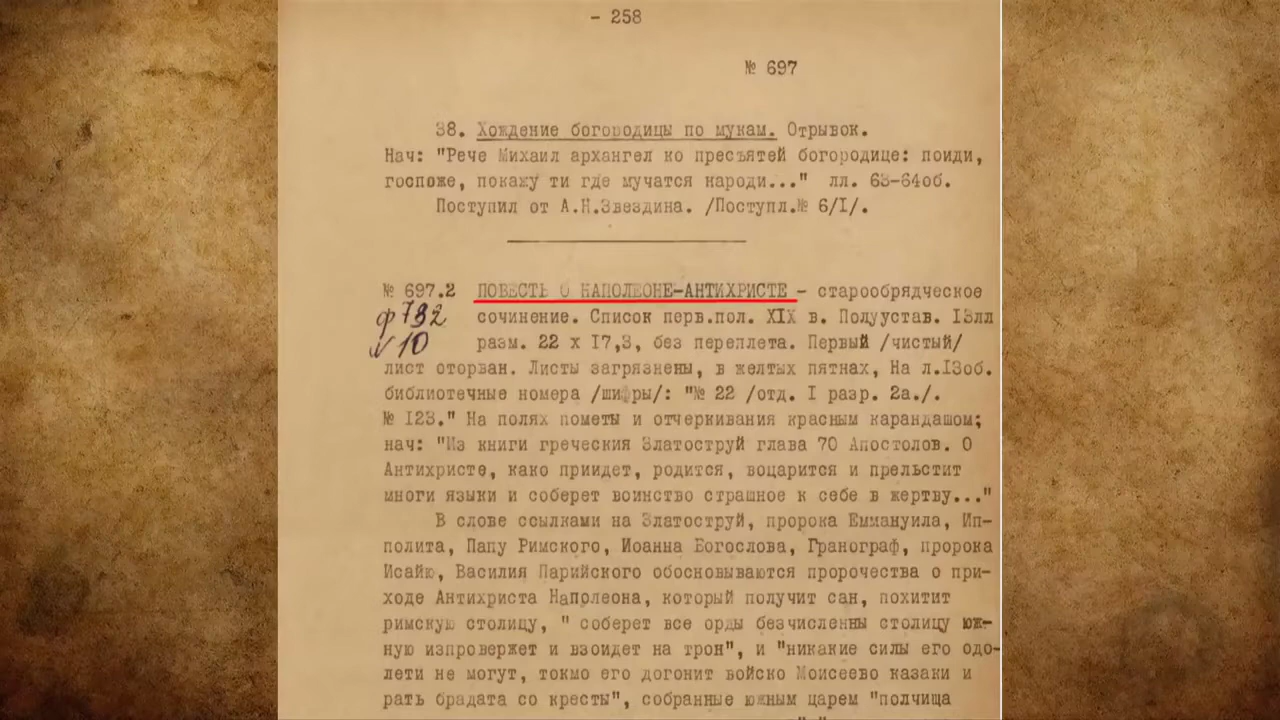 - 258
№ 697
38. Хождение богородицы по мукам. Отрывок.
Нач: "Рече Михаил архангел ко пресъятей богородице: поиди,
госпоже, покажу ти где мучатся народи..." лл. 63-64об.
Поступил от А.Н.Звездина. /Поступл.№ 6/I/.
№ 697.2 ПОВЕСТЬ О НАПОЛЕОНЕ-АНТИХРИСТЕ - старообрядческое
ф 732 сочинение. Список перв.пол. XIX в. Полуустав. 13лл
№ 10 разм. 22 х 17,3, без переплета. Первый /чистый/
лист оторван. Листы загрязнены, в желтых пятнах, На л.13об.
библиотечные номера /шифры/: "№ 22 /отд. I разр. 2а./.
№ 123." На полях пометы и отчеркивания красным карандашом;
нач: "Из книги греческия Златоструй глава 70 Апостолов. О
Антихристе, како приидет, родится, воцарится и прельстит
многи языки и соберет воинство страшное к себе в жертву..."
В слове ссылками на Златоструй, пророка Еммануила, Ип-
полита, Папу Римского, Иоанна Богослова, Гранограф, пророка
Исайю, Василия Парийского обосновываются пророчества о при-
ходе Антихриста Наполеона, который получит сан, похитит
римскую столицу, " соберет все орды безчисленны столицу юж-
ную изпровержет и взоидет на трон", и "никакие силы его одо-
лети не могут, токмо его догонит войско Моисеево казаки и
рать брадата со кресты", собранные южным царем "полчища